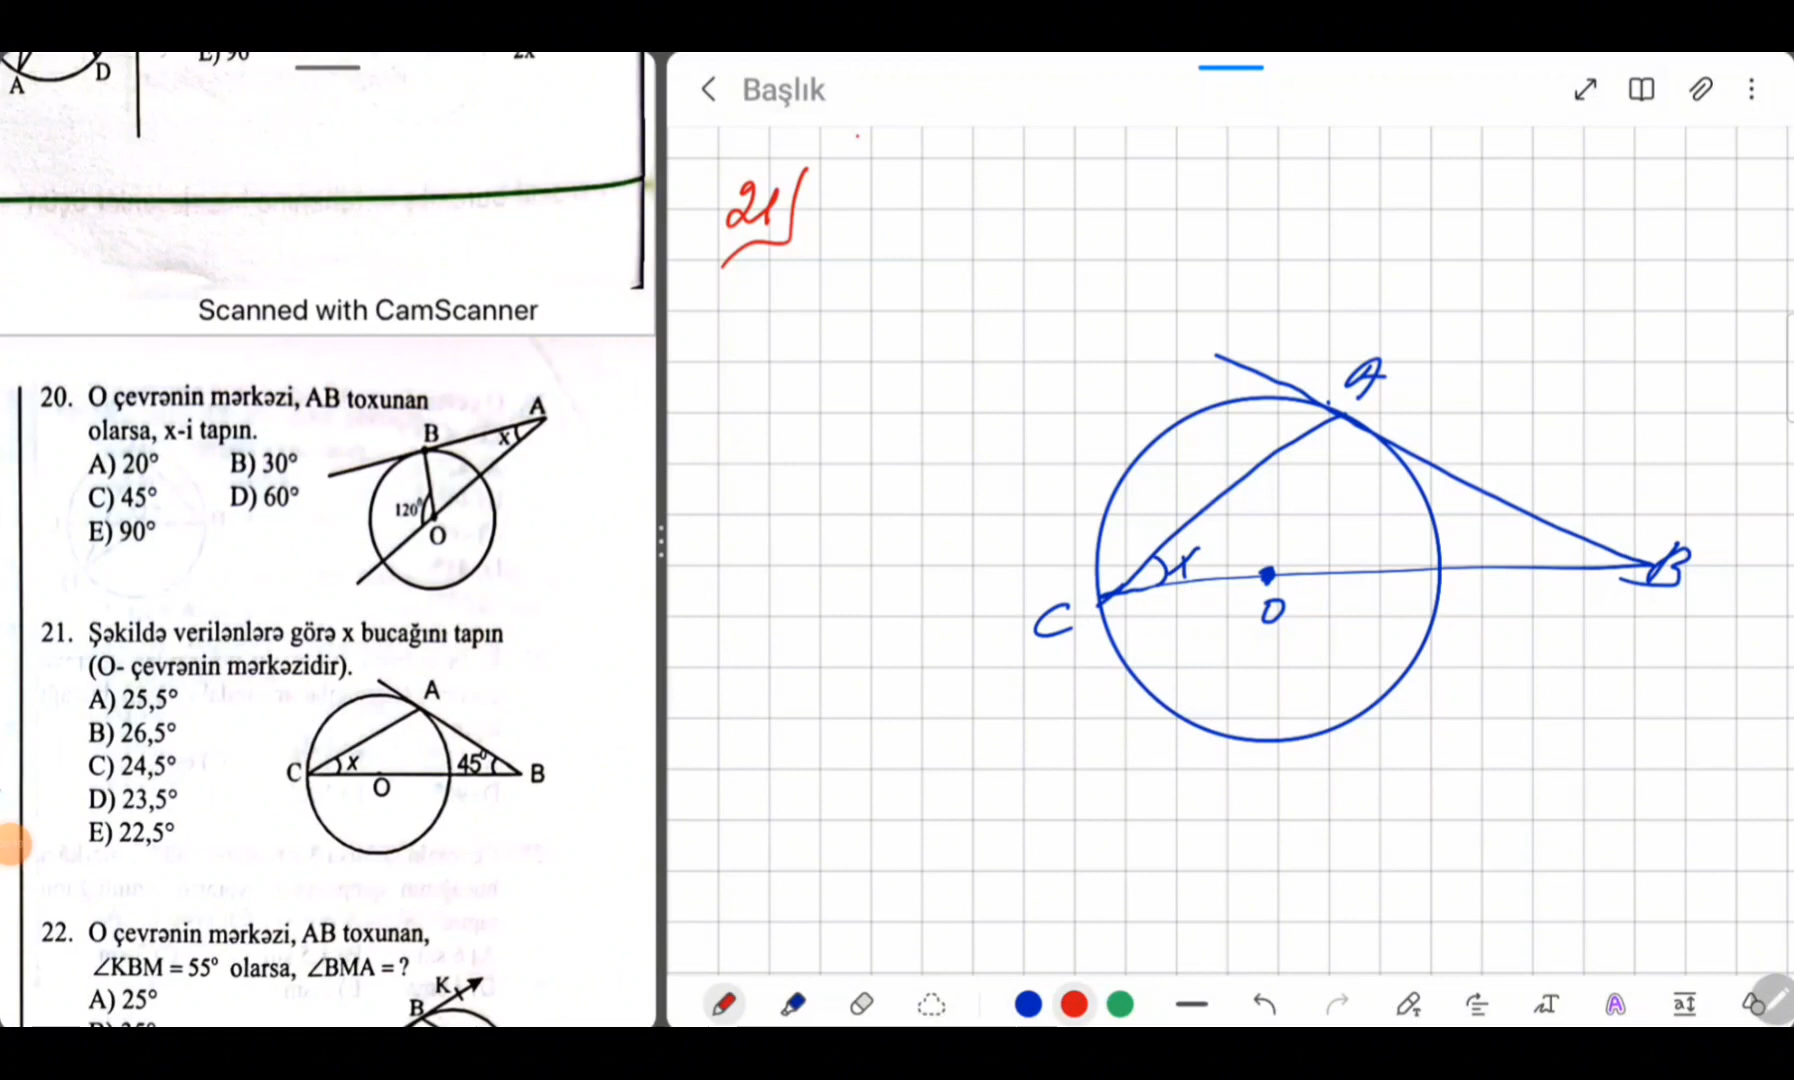 A
D
Scanned with CamScanner
20. O çevrənin mərkəzi, AB toxunan
olarsa, x-i tapın.
A) 20° B) 30°
C) 45° D) 60°
E) 90°
A
B
x
120°
O
21. Şəkildə verilənlərə görə x bucağını tapın
(O- çevrənin mərkəzidir).
A) 25,5°
B) 26,5°
C) 24,5°
D) 23,5°
E) 22,5°
A
C x 45° B
O
22. O çevrənin mərkəzi, AB toxunan,
∠KBM = 55° olarsa, ∠BMA = ?
A) 25°
K
B
Başlık
21
A
x
B
C
O